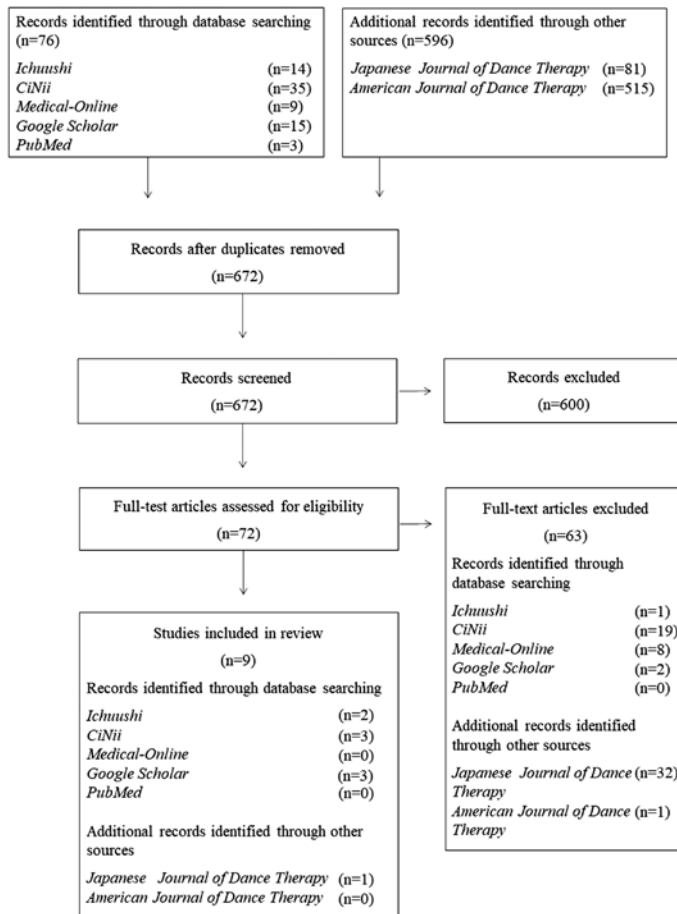 Records identified through database searching
(n=76)
Ichuushi (n=14)
CiNii (n=35)
Medical-Online (n=9)
Google Scholar (n=15)
PubMed (n=3)
Additional records identified through other
sources (n=596)
Japanese Journal of Dance Therapy (n=81)
American Journal of Dance Therapy (n=515)
Records after duplicates removed
(n=672)
Records screened
(n=672)
Records excluded
(n=600)
Full-test articles assessed for eligibility
(n=72)
Full-text articles excluded
(n=63)
Records identified through
database searching
Ichuushi (n=1)
CiNii (n=19)
Medical-Online (n=8)
Google Scholar (n=2)
PubMed (n=0)
Additional records identified
through other sources
Japanese Journal of Dance (n=32)
Therapy
American Journal of Dance (n=1)
Therapy
Studies included in review
(n=9)
Records identified through database searching
Ichuushi (n=2)
CiNii (n=3)
Medical-Online (n=0)
Google Scholar (n=3)
PubMed (n=0)
Additional records identified through other
sources
Japanese Journal of Dance Therapy (n=1)
American Journal of Dance Therapy (n=0)